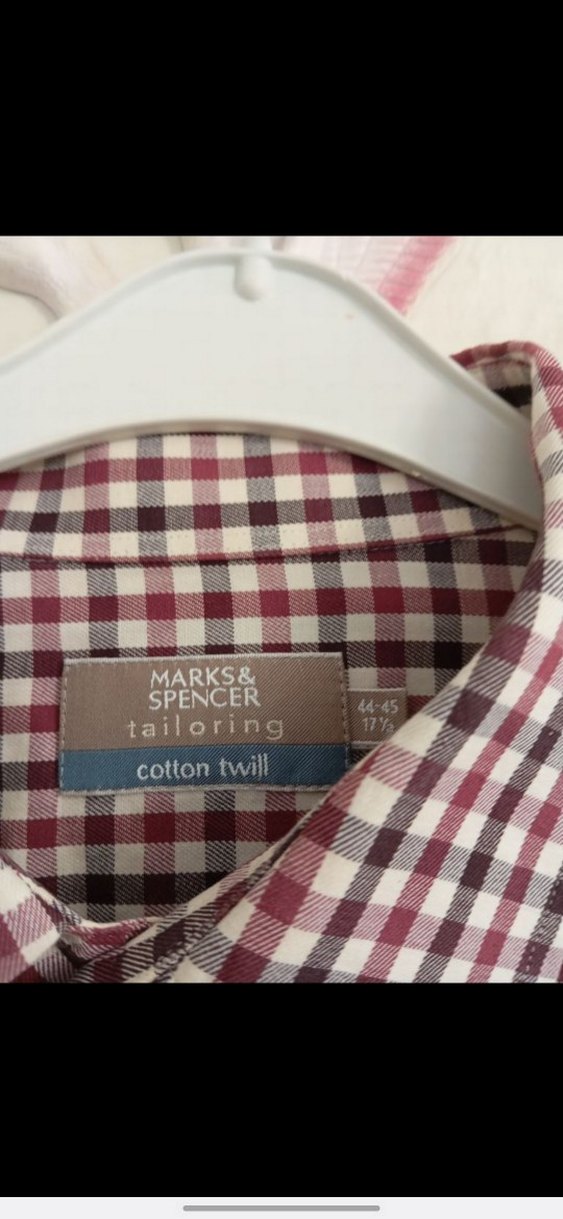 MARKS&
SPENCER
tailoring
cotton twill
44-45
17½